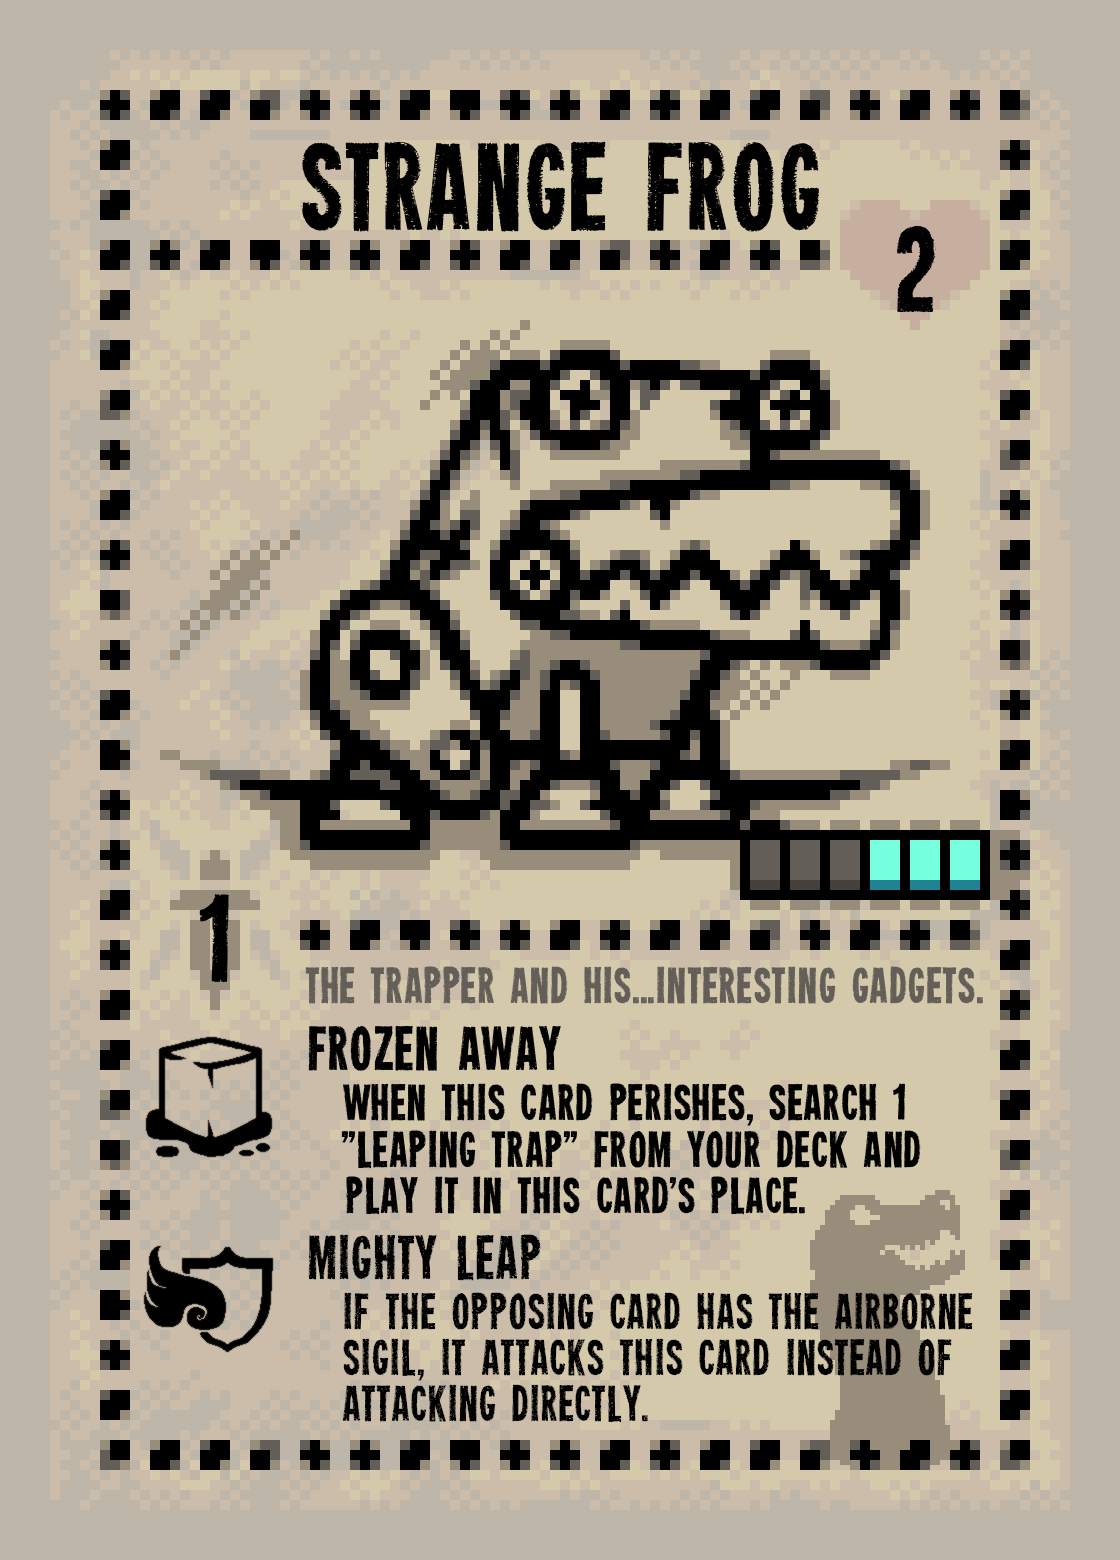 STRANGE FROG
2
1
THE TRAPPER AND HIS...INTERESTING GADGETS.
FROZEN AWAY
WHEN THIS CARD PERISHES, SEARCH 1
"LEAPING TRAP" FROM YOUR DECK AND
PLAY IT IN THIS CARD'S PLACE.
MIGHTY LEAP
IF THE OPPOSING CARD HAS THE AIRBORNE
SIGIL, IT ATTACKS THIS CARD INSTEAD OF
ATTACKING DIRECTLY.